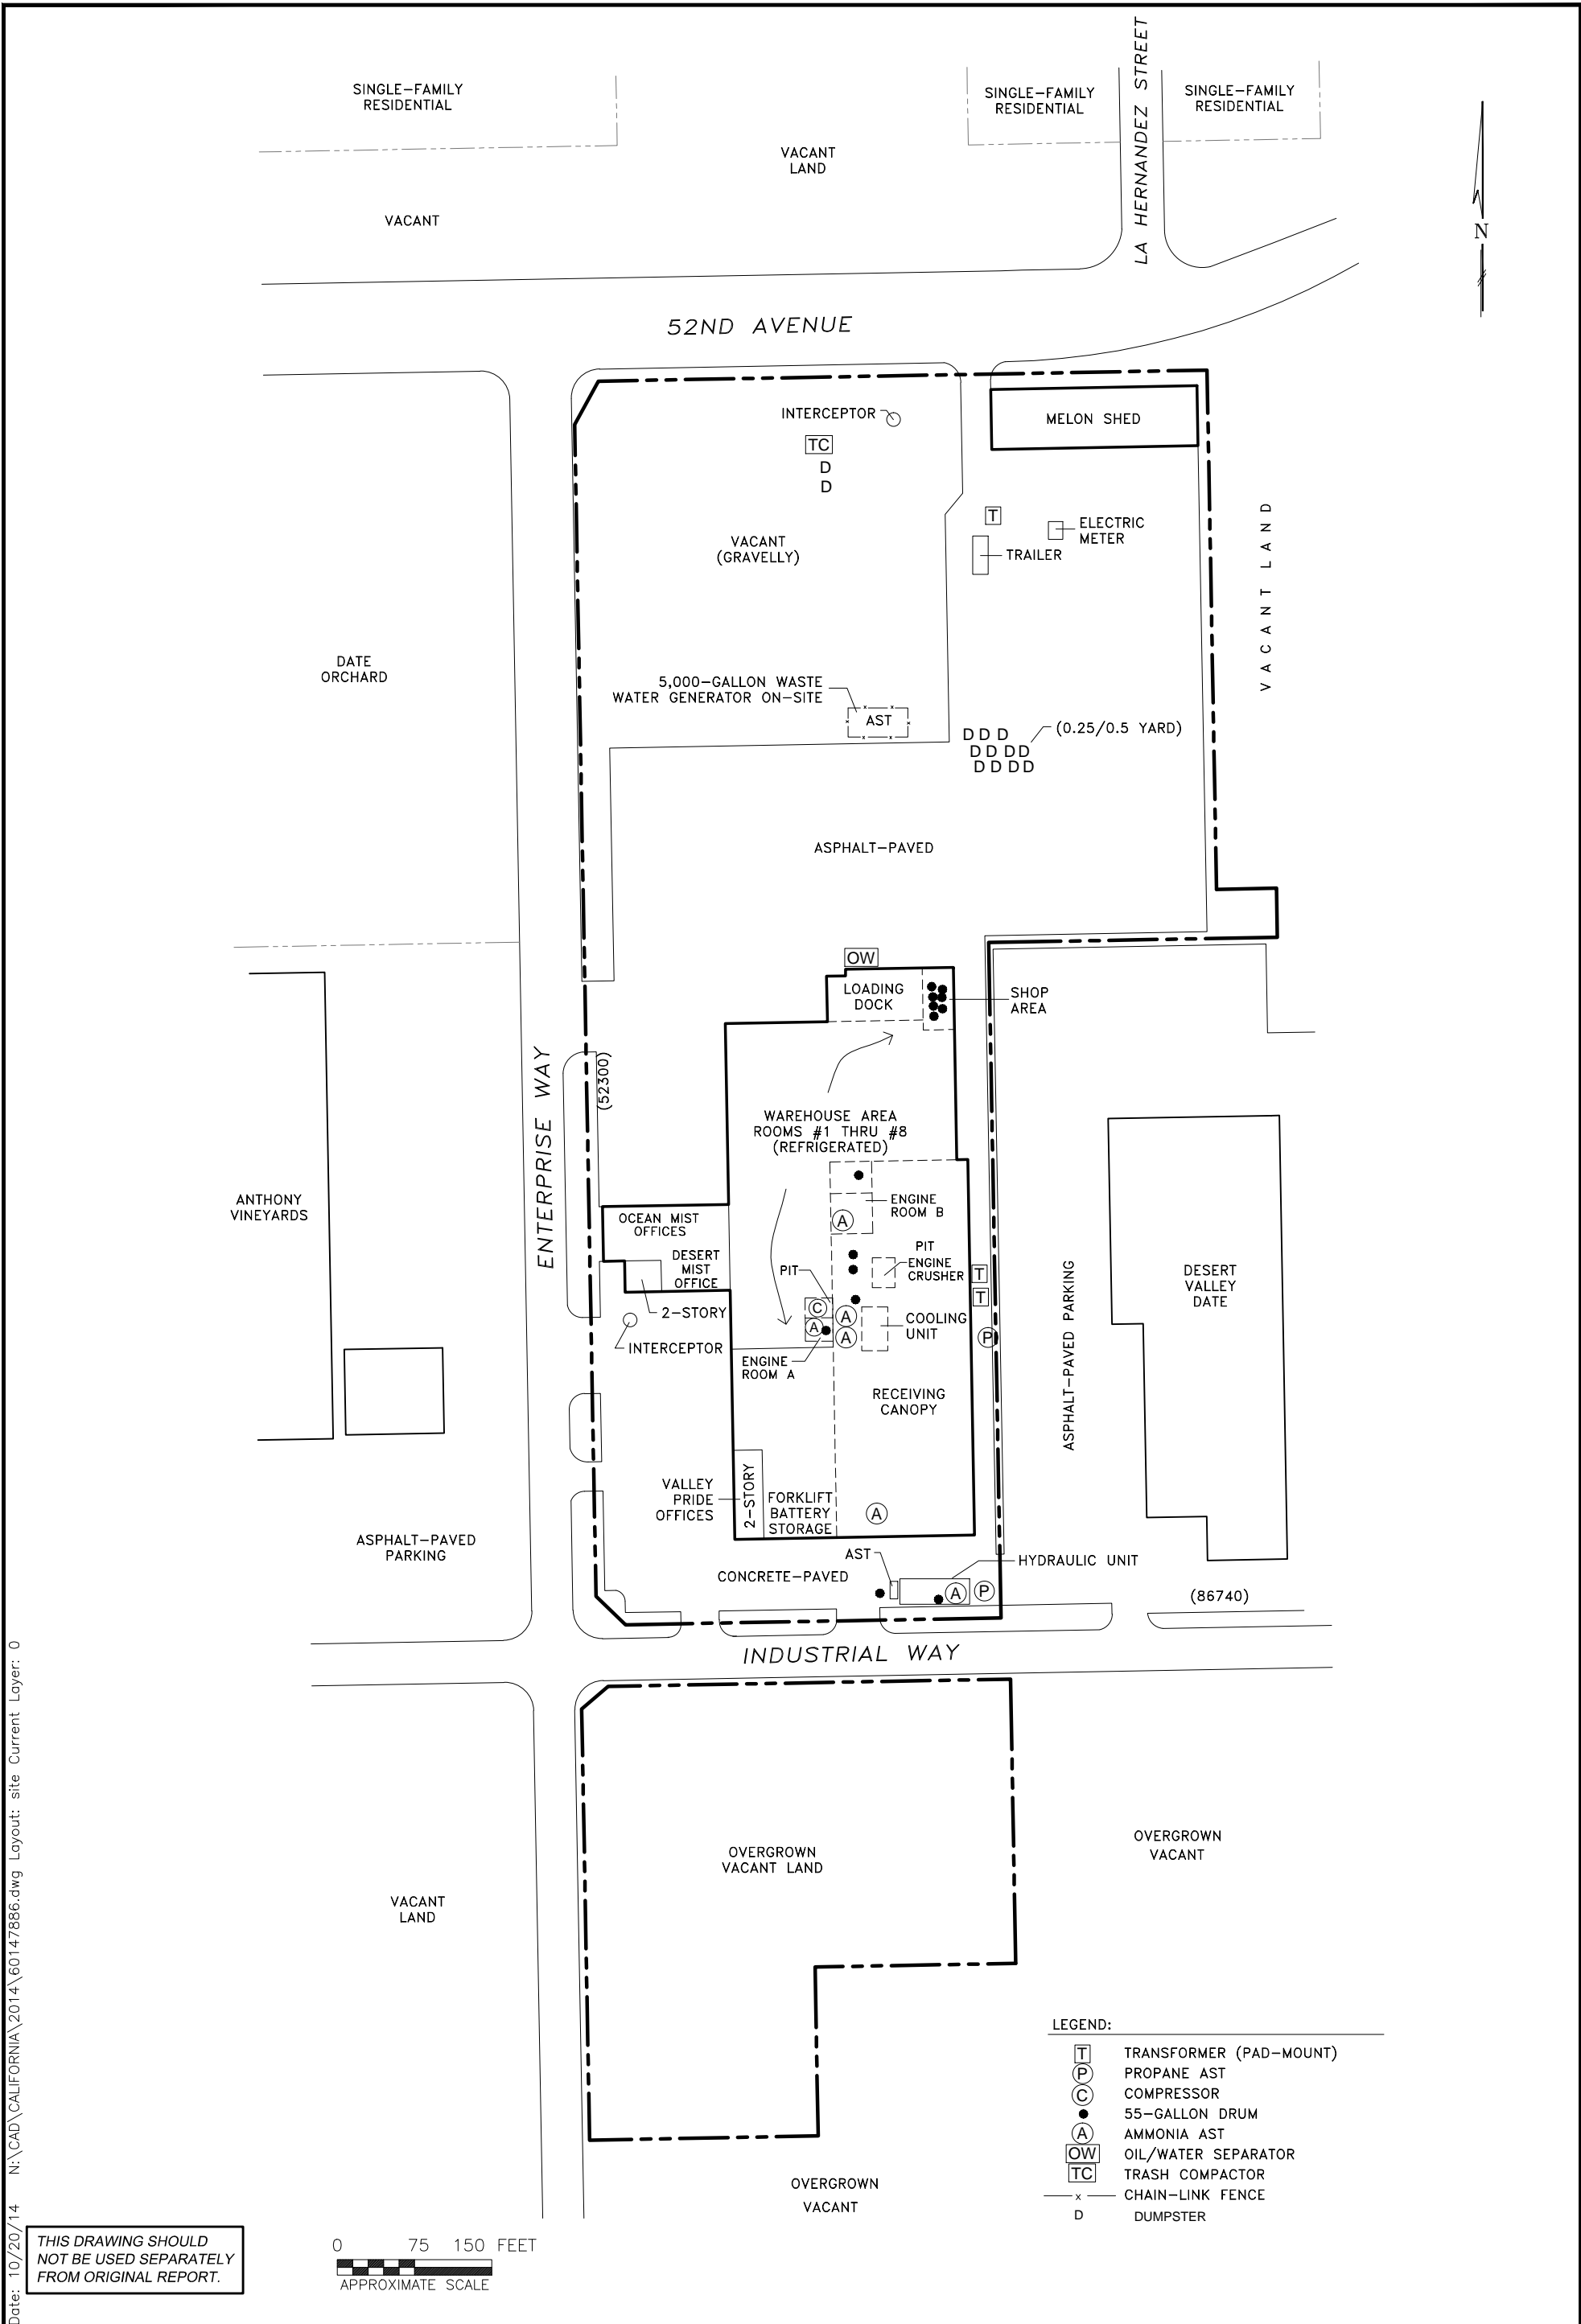 SINGLE-FAMILY
RESIDENTIAL
SINGLE-FAMILY
RESIDENTIAL
LA HERNANDEZ STREET
SINGLE-FAMILY
RESIDENTIAL
VACANT
LAND
VACANT
N
52ND AVENUE
INTERCEPTOR
MELON SHED
TC
D
D
T
ELECTRIC
METER
TRAILER
VACANT
(GRAVELLY)
VACANT LAND
DATE
ORCHARD
5,000-GALLON WASTE
WATER GENERATOR ON-SITE
x x
x AST x
x x
D D D
D D D D
D D D D
(0.25/0.5 YARD)
ASPHALT-PAVED
OW
LOADING
DOCK
SHOP
AREA
ENTERPRISE WAY
(52300)
WAREHOUSE AREA
ROOMS #1 THRU #8
(REFRIGERATED)
ANTHONY
VINEYARDS
ENGINE
ROOM B
A
OCEAN MIST
OFFICES
DESERT
MIST
OFFICE
PIT
PIT
ENGINE
CRUSHER
T
T
2-STORY
C
A
A
A
COOLING
UNIT
P
INTERCEPTOR
ENGINE
ROOM A
RECEIVING
CANOPY
ASPHALT-PAVED PARKING
DESERT
VALLEY
DATE
VALLEY
PRIDE
OFFICES
2-STORY
FORKLIFT
BATTERY
STORAGE
A
ASPHALT-PAVED
PARKING
AST
HYDRAULIC UNIT
CONCRETE-PAVED
A
P
(86740)
INDUSTRIAL WAY
OVERGROWN
VACANT LAND
OVERGROWN
VACANT
VACANT
LAND
OVERGROWN
VACANT
LEGEND:
T TRANSFORMER (PAD-MOUNT)
P PROPANE AST
C COMPRESSOR
55-GALLON DRUM
A AMMONIA AST
OW OIL/WATER SEPARATOR
TC TRASH COMPACTOR
x CHAIN-LINK FENCE
D DUMPSTER
THIS DRAWING SHOULD
NOT BE USED SEPARATELY
FROM ORIGINAL REPORT.
0 75 150 FEET
APPROXIMATE SCALE
Date: 10/20/14 N:\CAD\CALIFORNIA\2014\60147886.dwg Layout: site Current Layer: 0